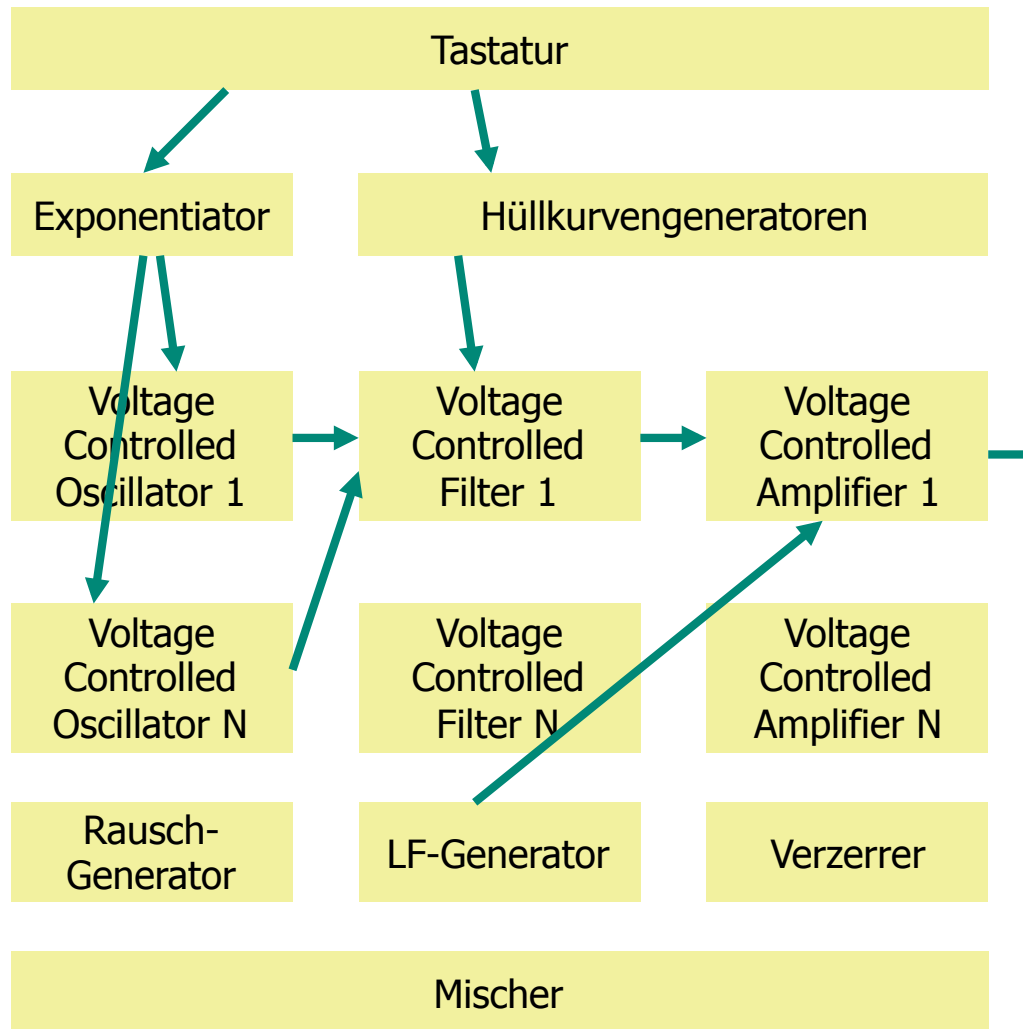 Tastatur
Exponentiator
Hüllkurvengeneratoren
Voltage
Controlled
Oscillator 1
Voltage
Controlled
Filter 1
Voltage
Controlled
Amplifier 1
Voltage
Controlled
Oscillator N
Voltage
Controlled
Filter N
Voltage
Controlled
Amplifier N
Rausch-
Generator
LF-Generator
Verzerrer
Mischer